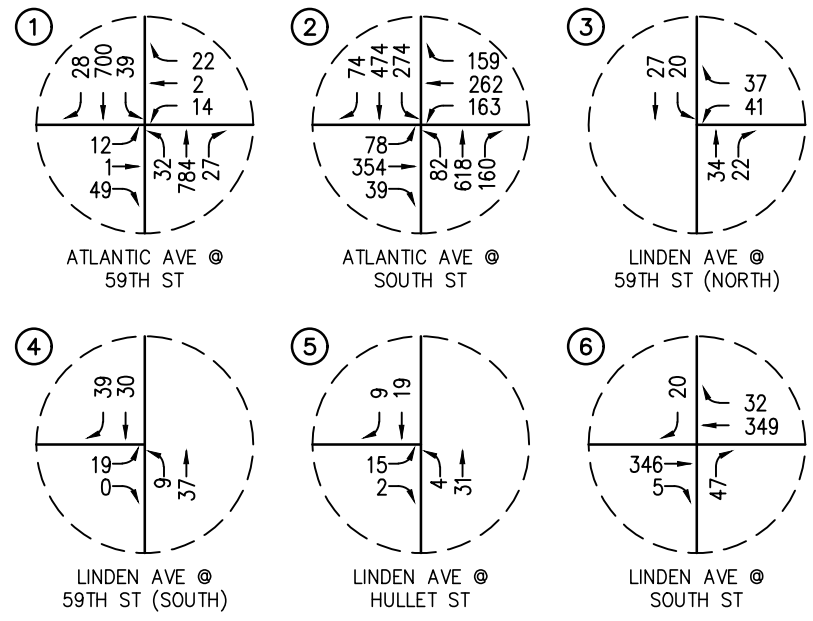 1
28 700 39
22
2
14
12
1
49
32 784 27
ATLANTIC AVE @
59TH ST
2
74 474 274
159
262
163
78
354
39
82 618 160
ATLANTIC AVE @
SOUTH ST
3
27 20
37
41
34 22
LINDEN AVE @
59TH ST (NORTH)
4
39 30
19
0
9 37
LINDEN AVE @
59TH ST (SOUTH)
5
9 19
15
2
4 31
LINDEN AVE @
HULLET ST
6
20
32
349
346
5
47
LINDEN AVE @
SOUTH ST